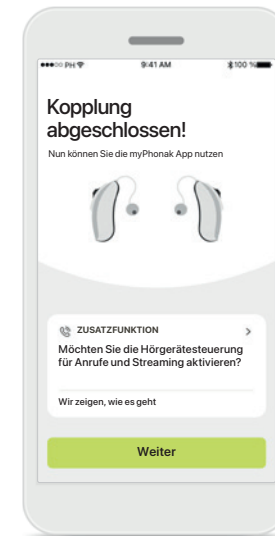 PH 9:41 AM 100 %
Kopplung
abgeschlossen!
Nun können Sie die myPhonak App nutzen
ZUSATZFUNKTION
Möchten Sie die Hörgerätesteuerung
für Anrufe und Streaming aktivieren?
Wir zeigen, wie es geht
Weiter